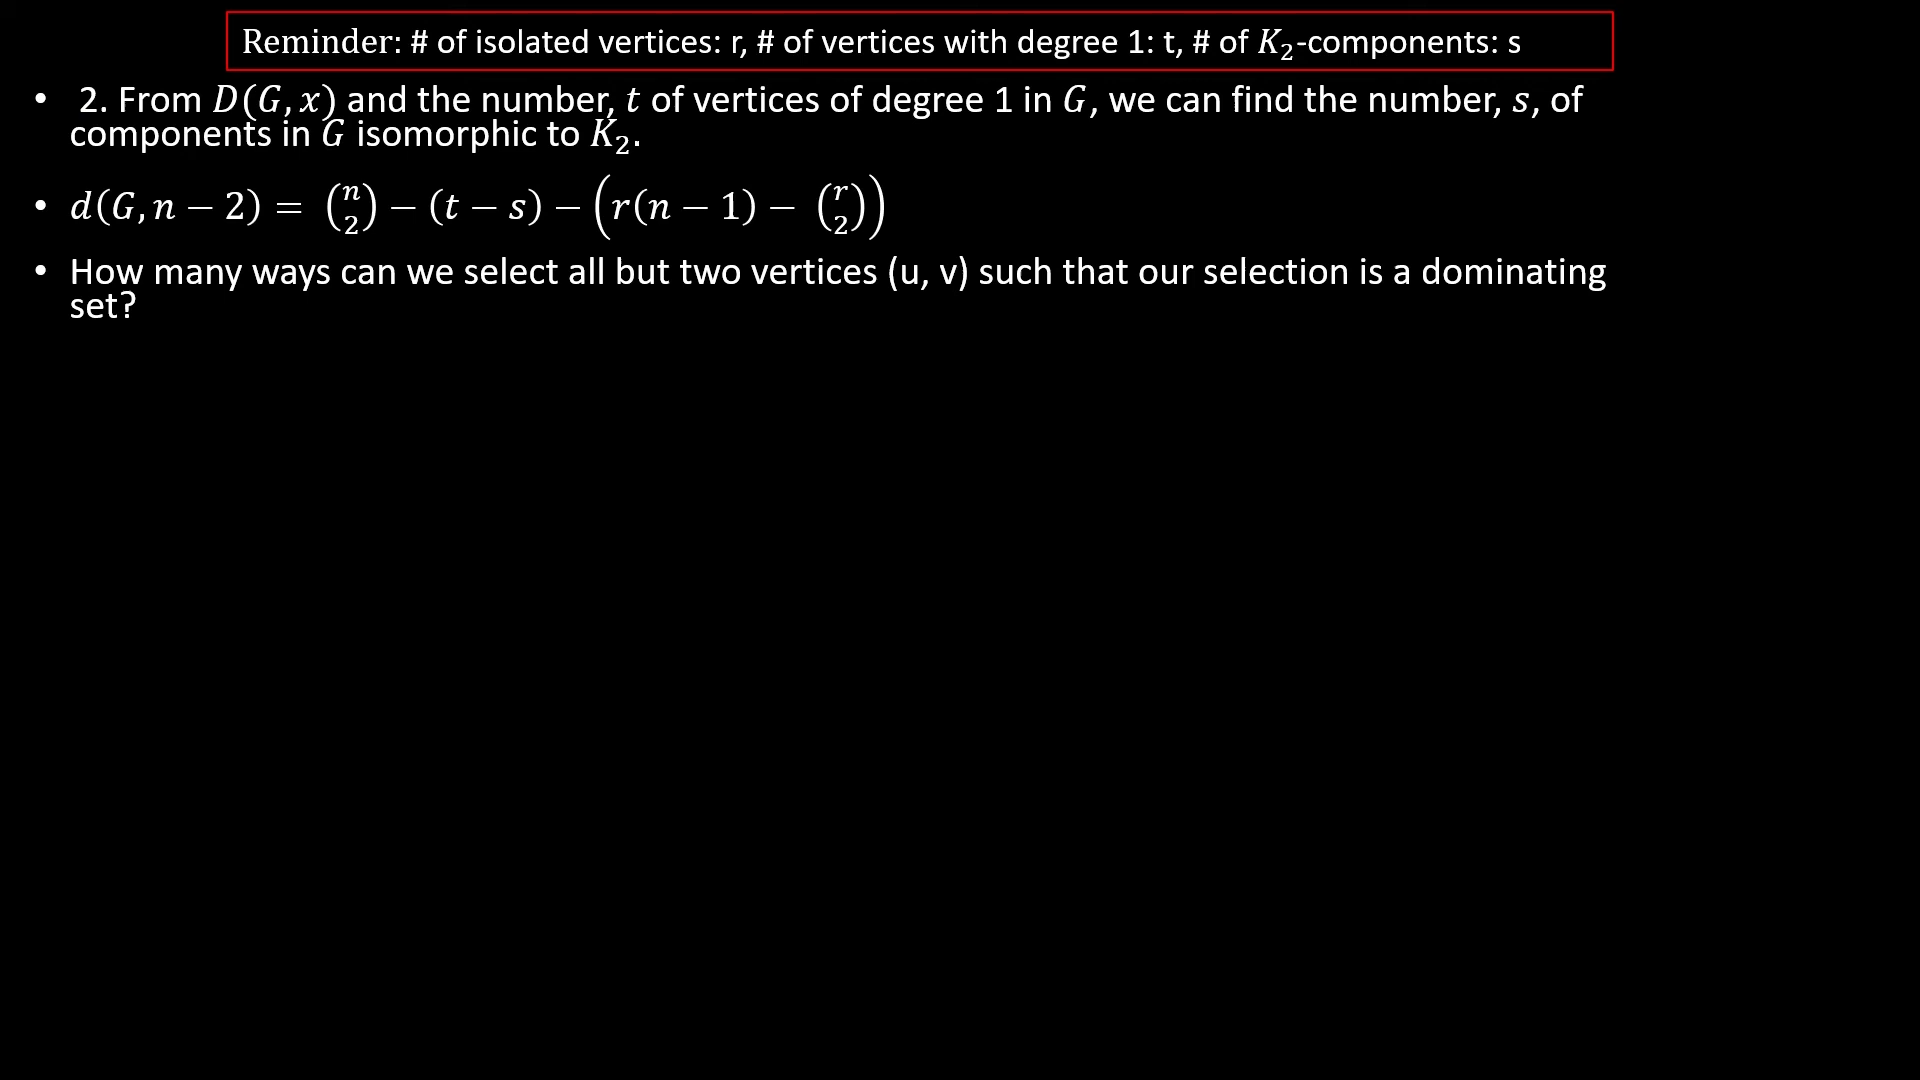 Reminder: # of isolated vertices: r, # of vertices with degree 1: t, # of K₂-components: s
• 2. From D(G, x) and the number, t of vertices of degree 1 in G, we can find the number, s, of
components in G isomorphic to K₂.
• d(G, n − 2) = (n 2) − (t − s) − (r(n − 1) − (r 2))
• How many ways can we select all but two vertices (u, v) such that our selection is a dominating
set?